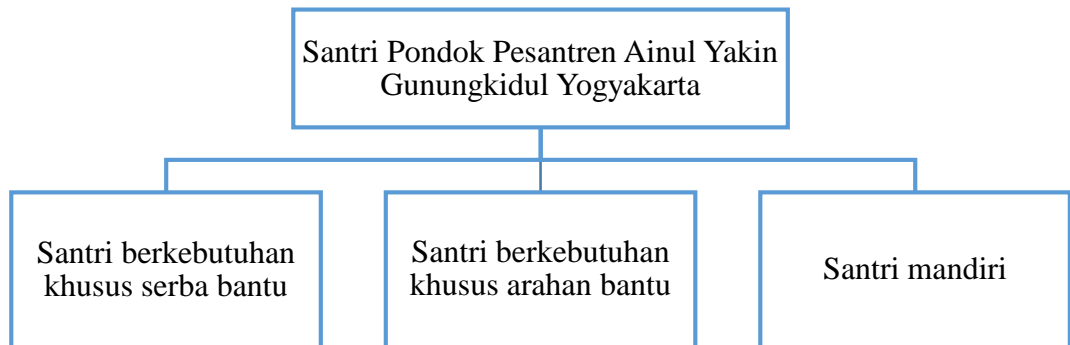 Santri Pondok Pesantren Ainul Yakin
Gunungkidul Yogyakarta
Santri berkebutuhan
khusus serba bantu
Santri berkebutuhan
khusus arahan bantu
Santri mandiri